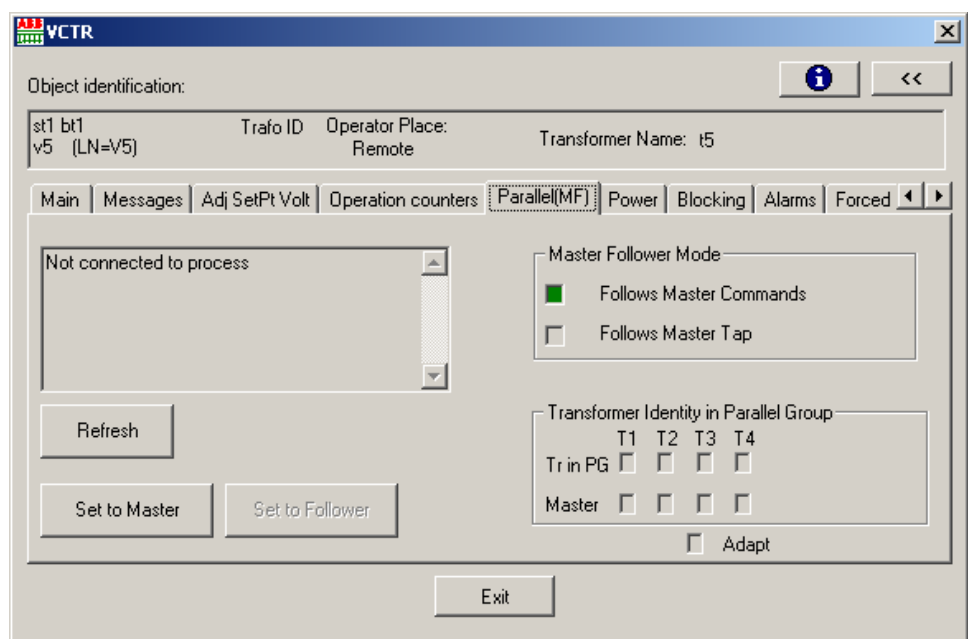 ABB VCTR
Object identification:
<<
st1 bt1 Trafo ID Operator Place: Transformer Name: t5
v5 (LN=V5) Remote
Main Messages Adj SetPt Volt Operation counters Parallel(MF) Power Blocking Alarms Forced
Not connected to process
Master Follower Mode
Follows Master Commands
Follows Master Tap
Refresh
Transformer Identity in Parallel Group
T1 T2 T3 T4
Tr in PG
Master
Set to Master Set to Follower
Adapt
Exit